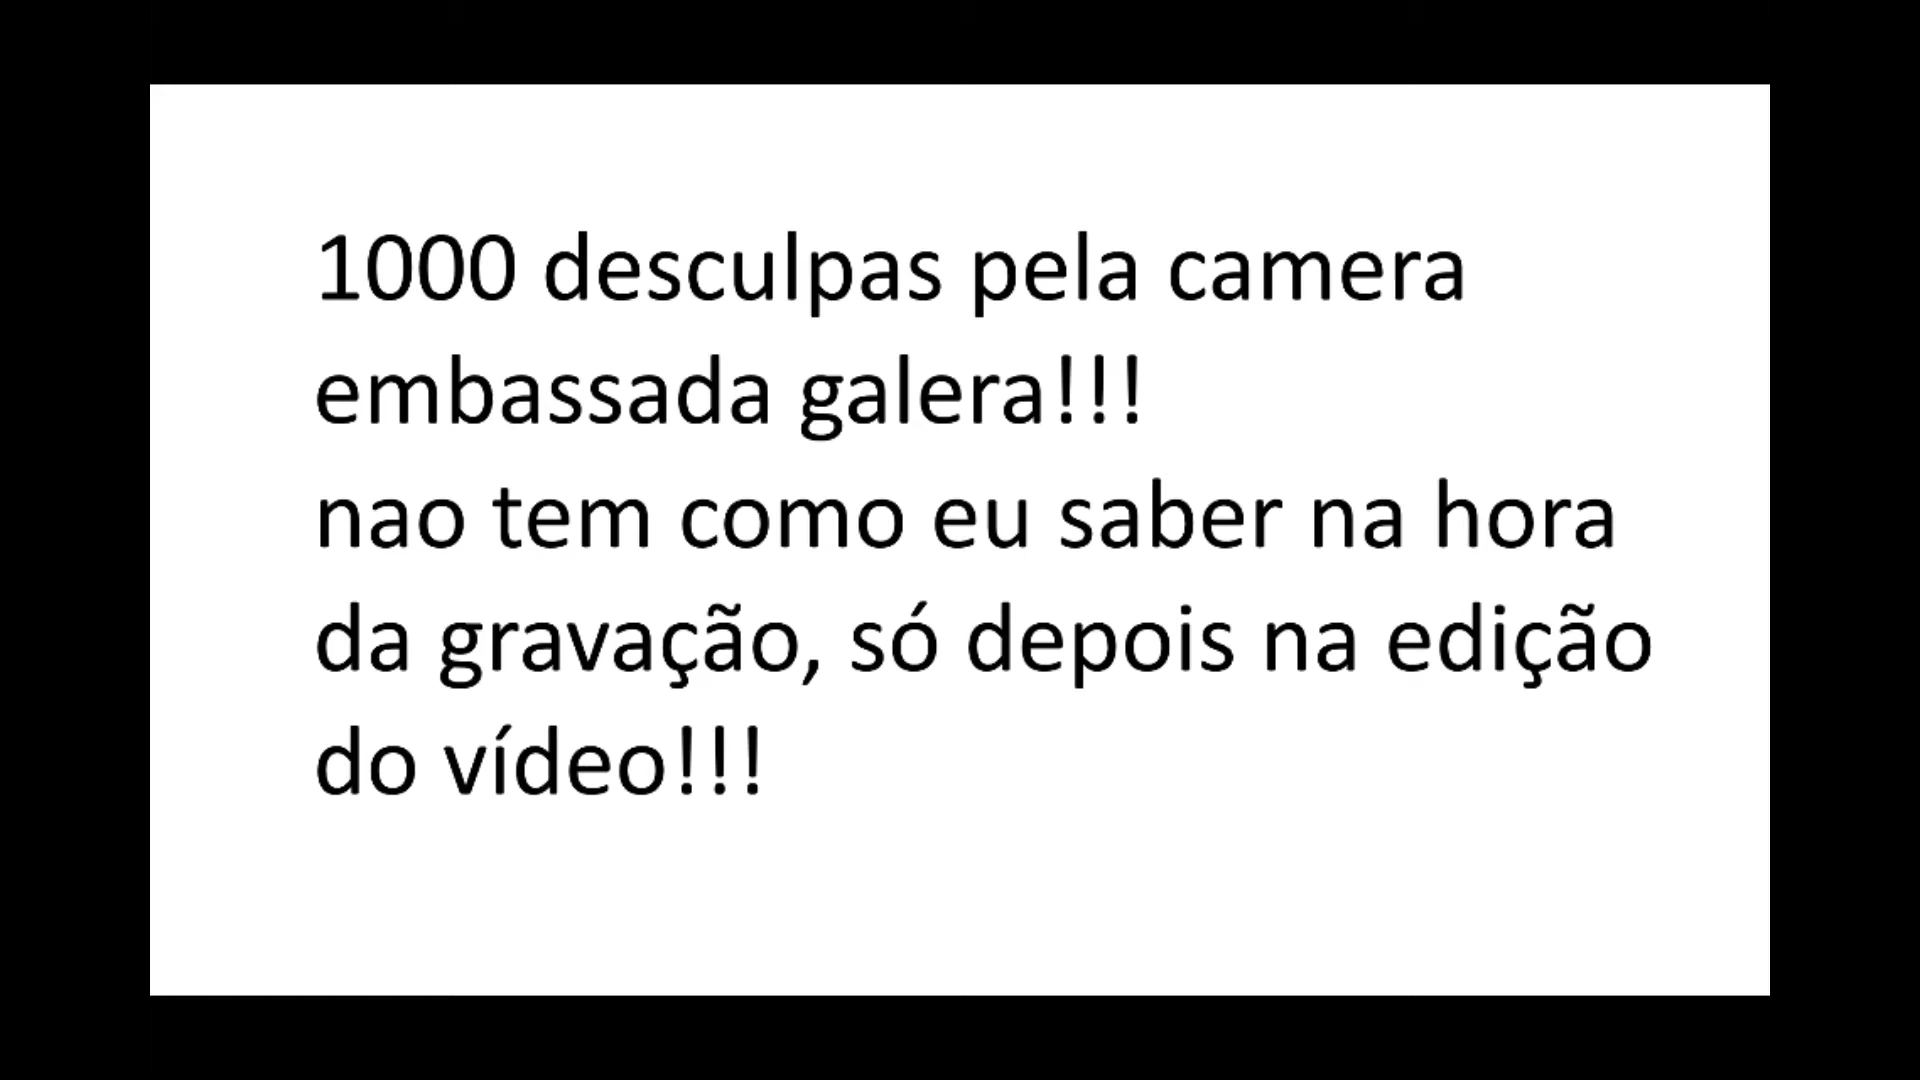 1000 desculpas pela camera
embassada galera!!!
nao tem como eu saber na hora
da gravação, só depois na edição
do vídeo!!!